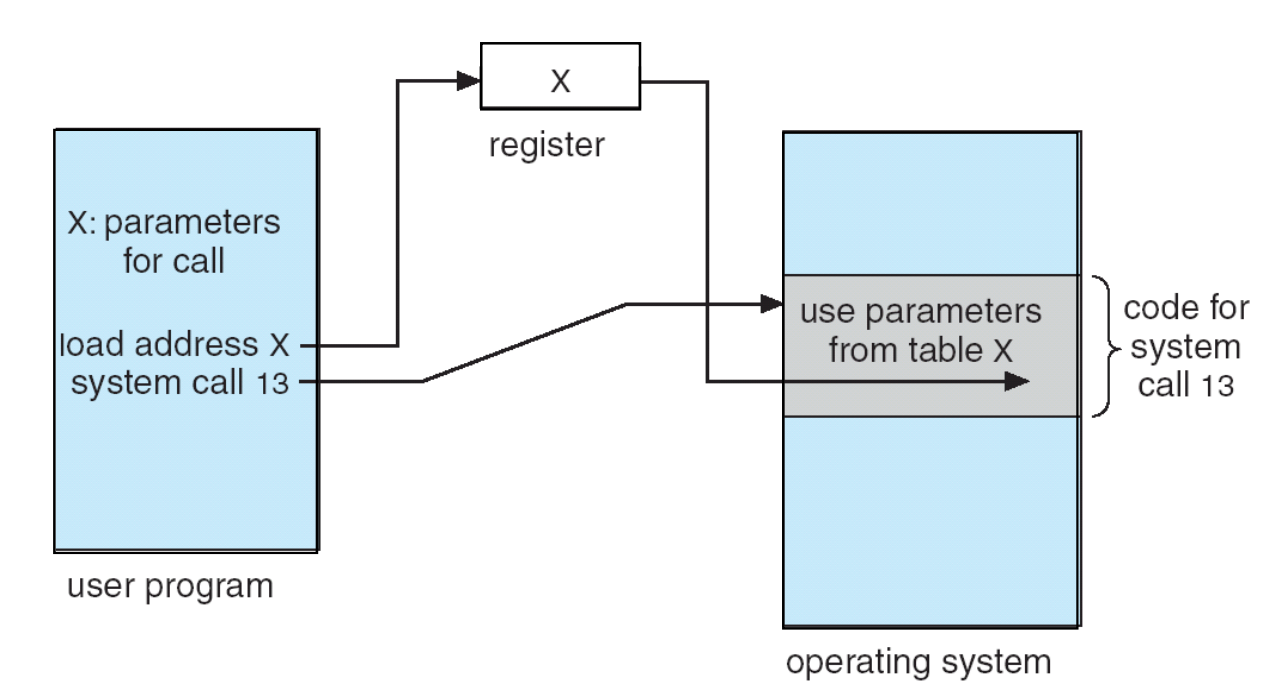 X
register
X: parameters
for call
load address X
system call 13
user program
use parameters
from table X
code for
system
call 13
operating system